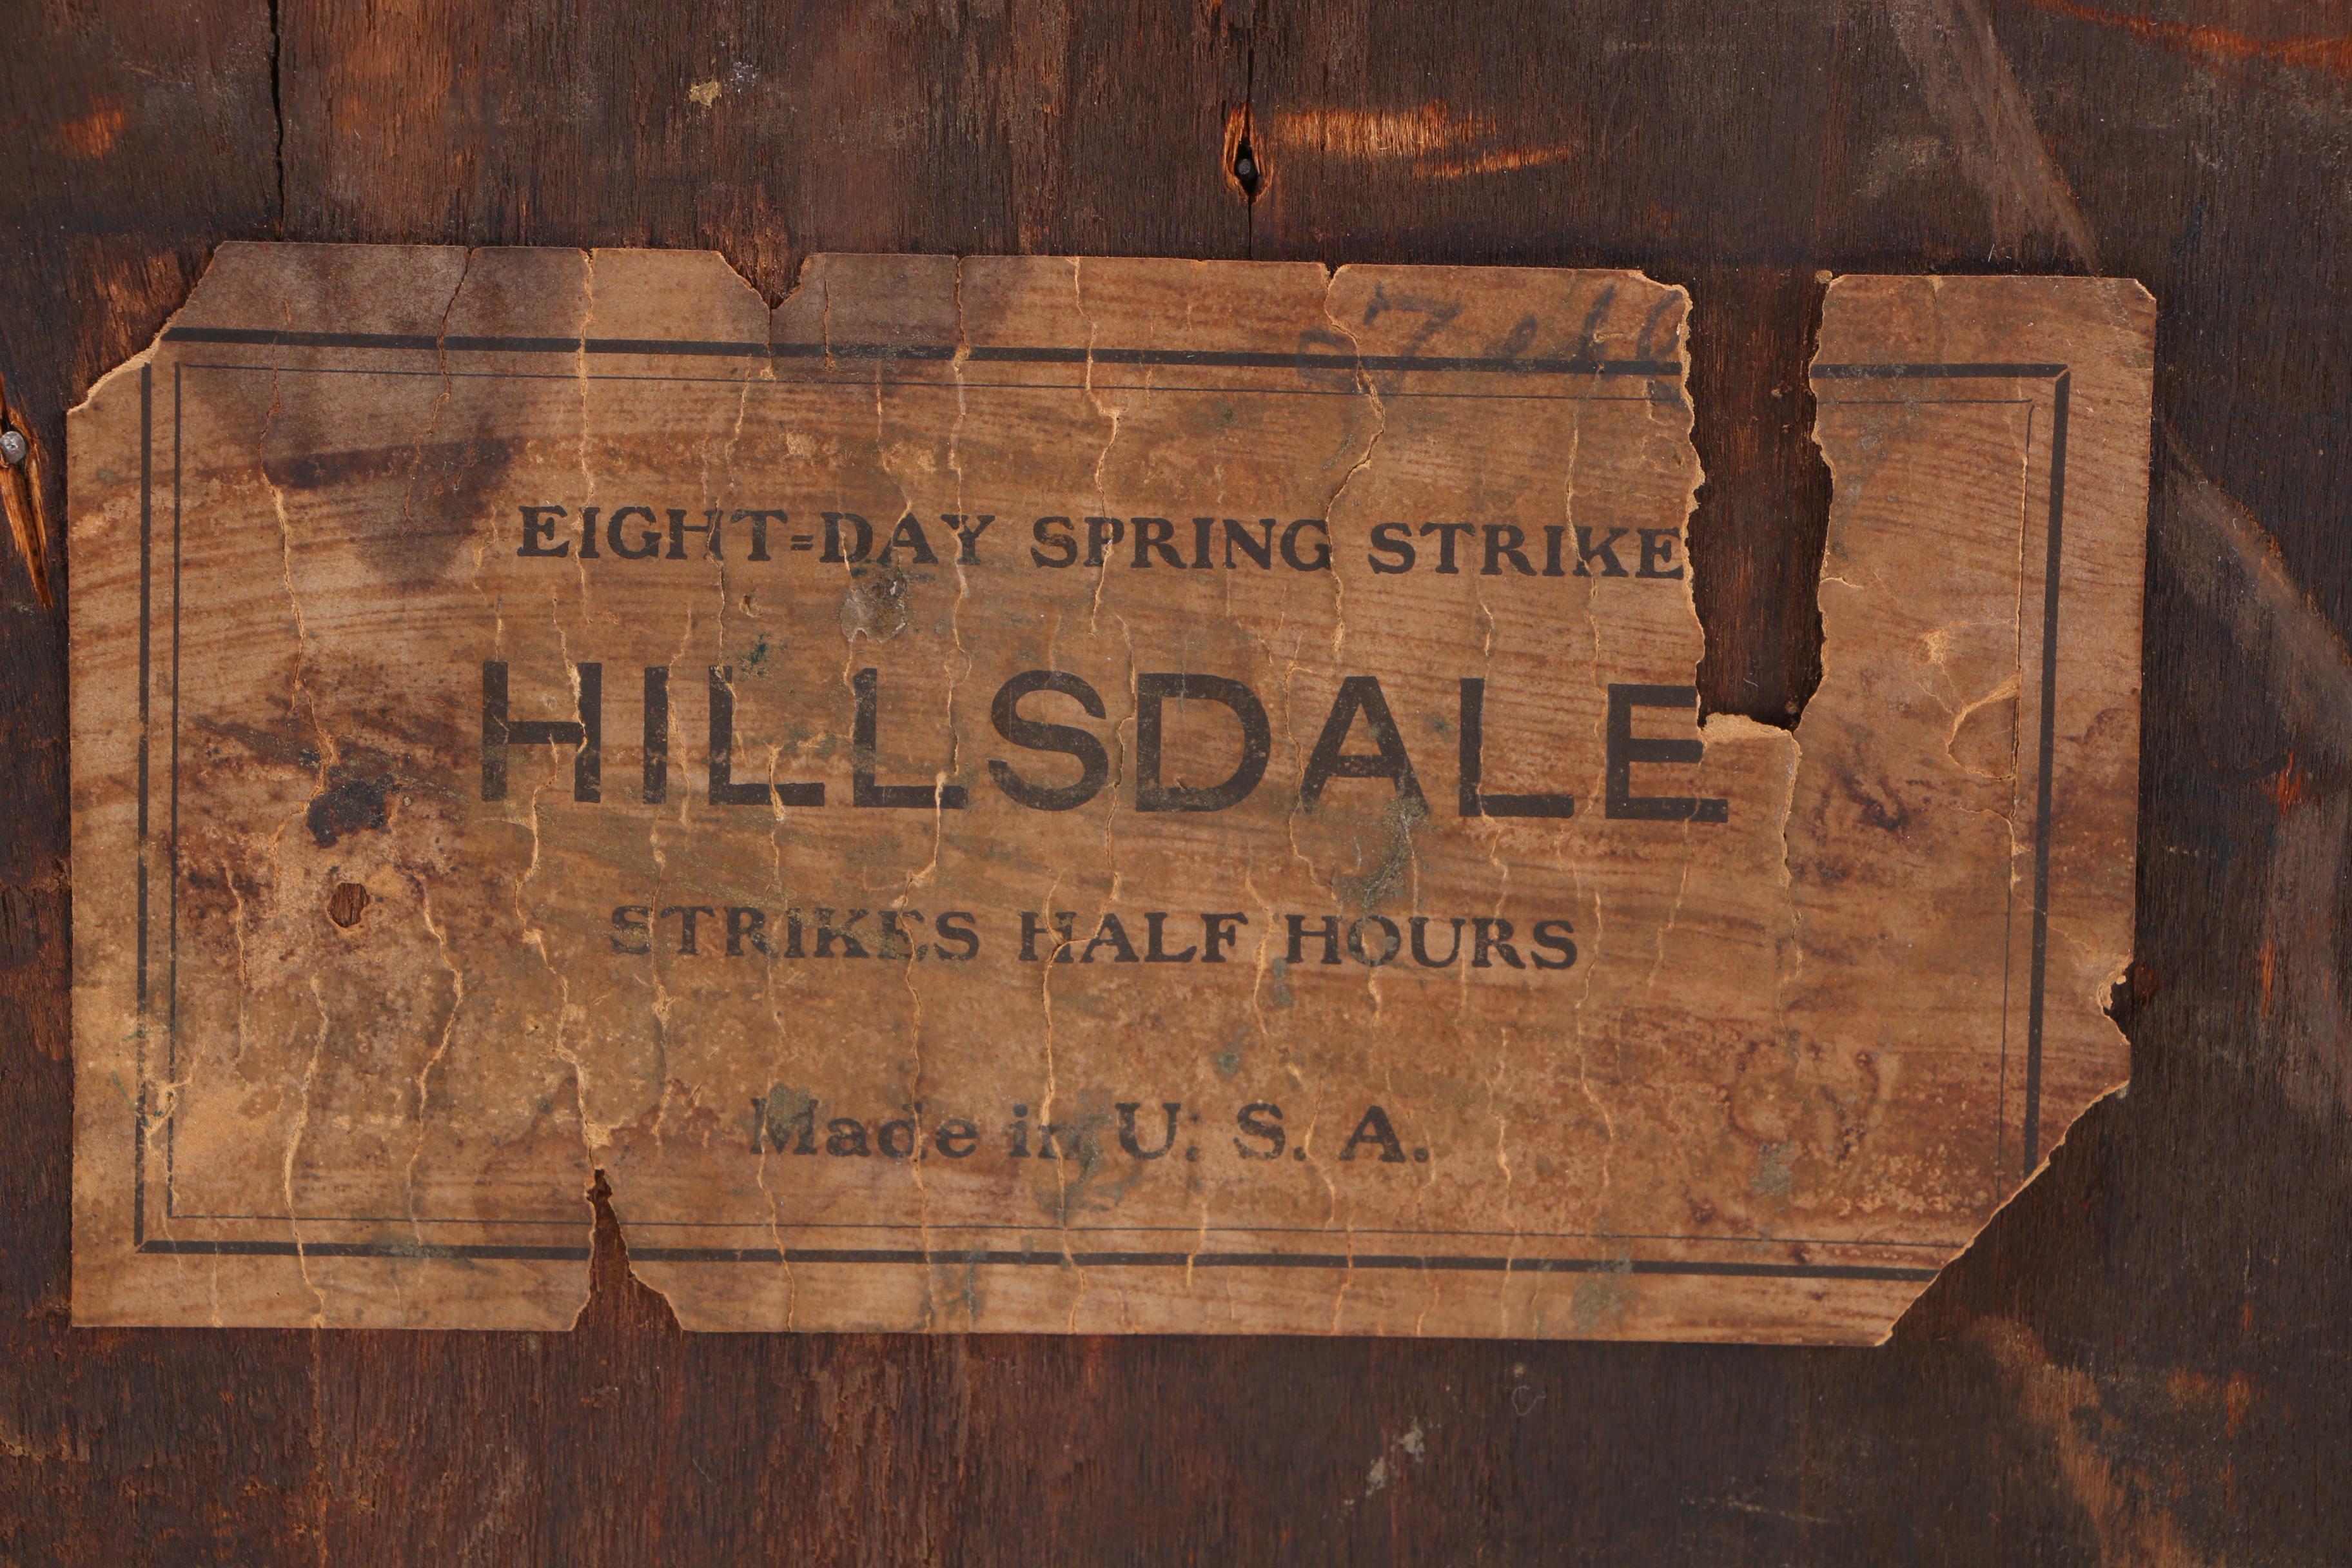 EIGHT=DAY SPRING STRIKE
HILLSDALE
STRIKES HALF HOURS
Made in U. S. A.